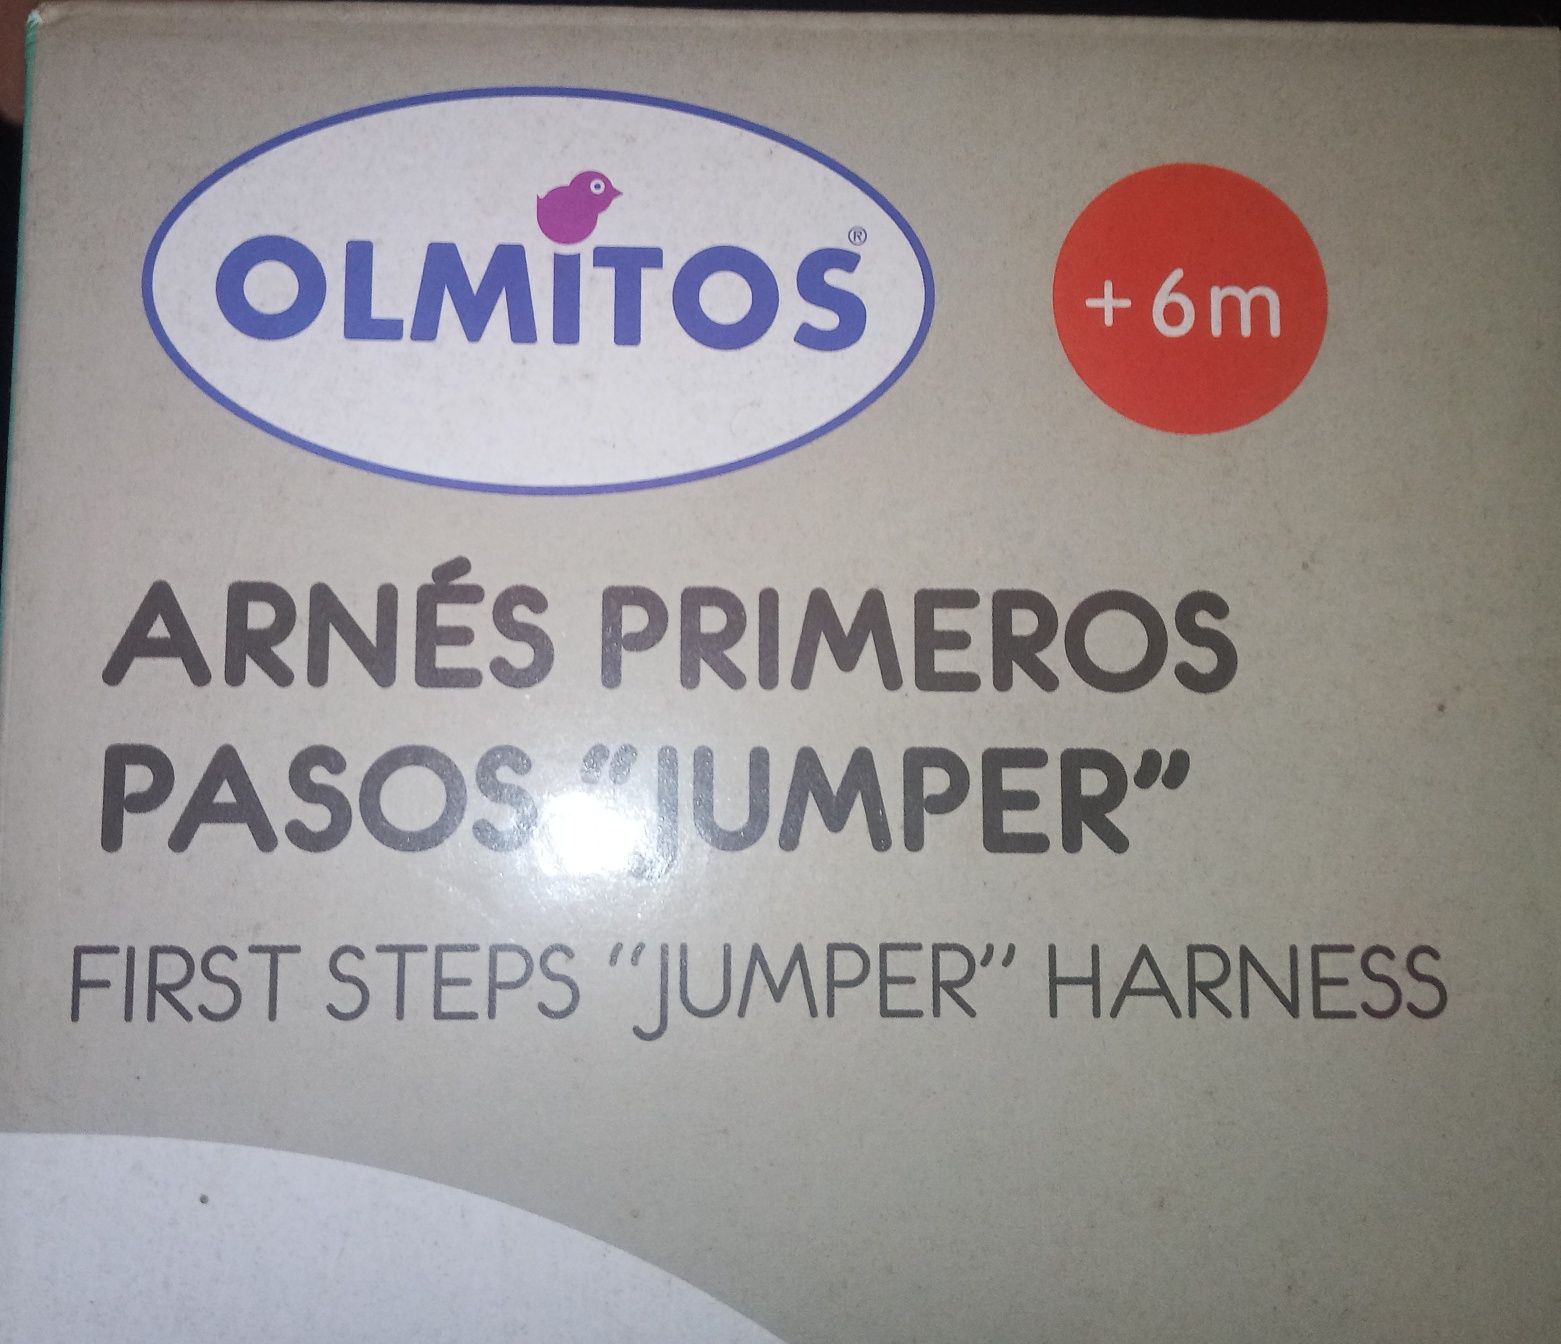 OLMITOS®
+6m
ARNÉS PRIMEROS
PASOS “JUMPER”
FIRST STEPS “JUMPER” HARNESS